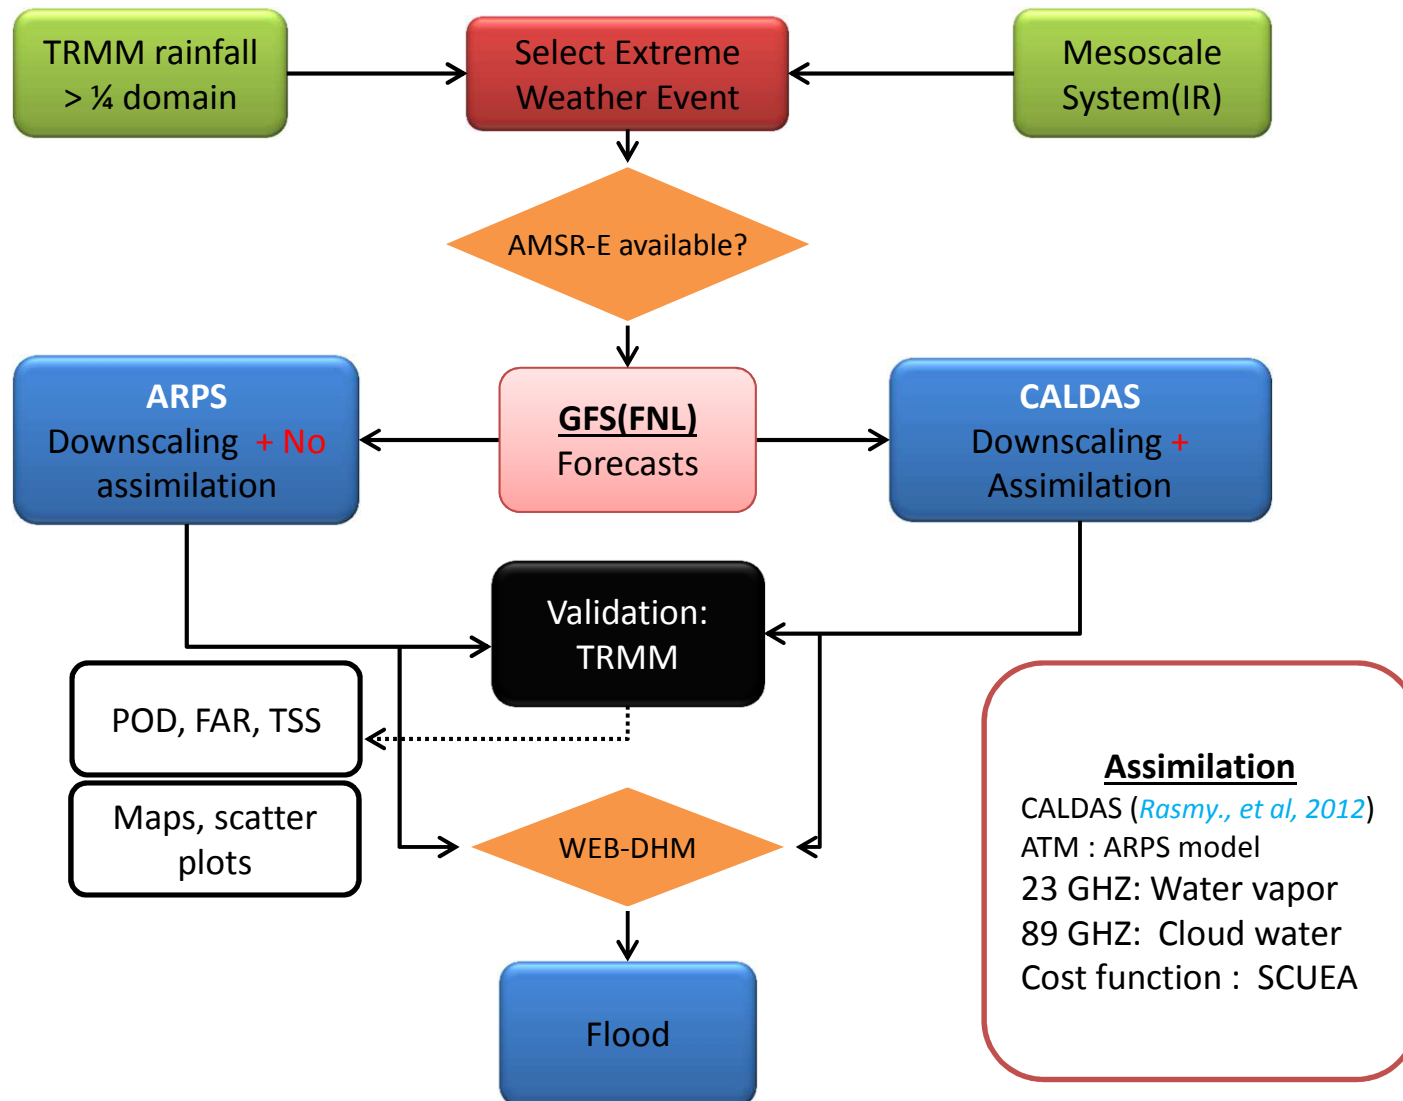 TRMM rainfall
> ¼ domain
Select Extreme
Weather Event
Mesoscale
System(IR)
AMSR-E available?
ARPS
Downscaling + No
assimilation
GFS(FNL)
Forecasts
CALDAS
Downscaling +
Assimilation
Validation:
TRMM
POD, FAR, TSS
Maps, scatter
plots
WEB-DHM
Flood
Assimilation
CALDAS (Rasmy., et al, 2012)
ATM : ARPS model
23 GHZ: Water vapor
89 GHZ: Cloud water
Cost function : SCUEA